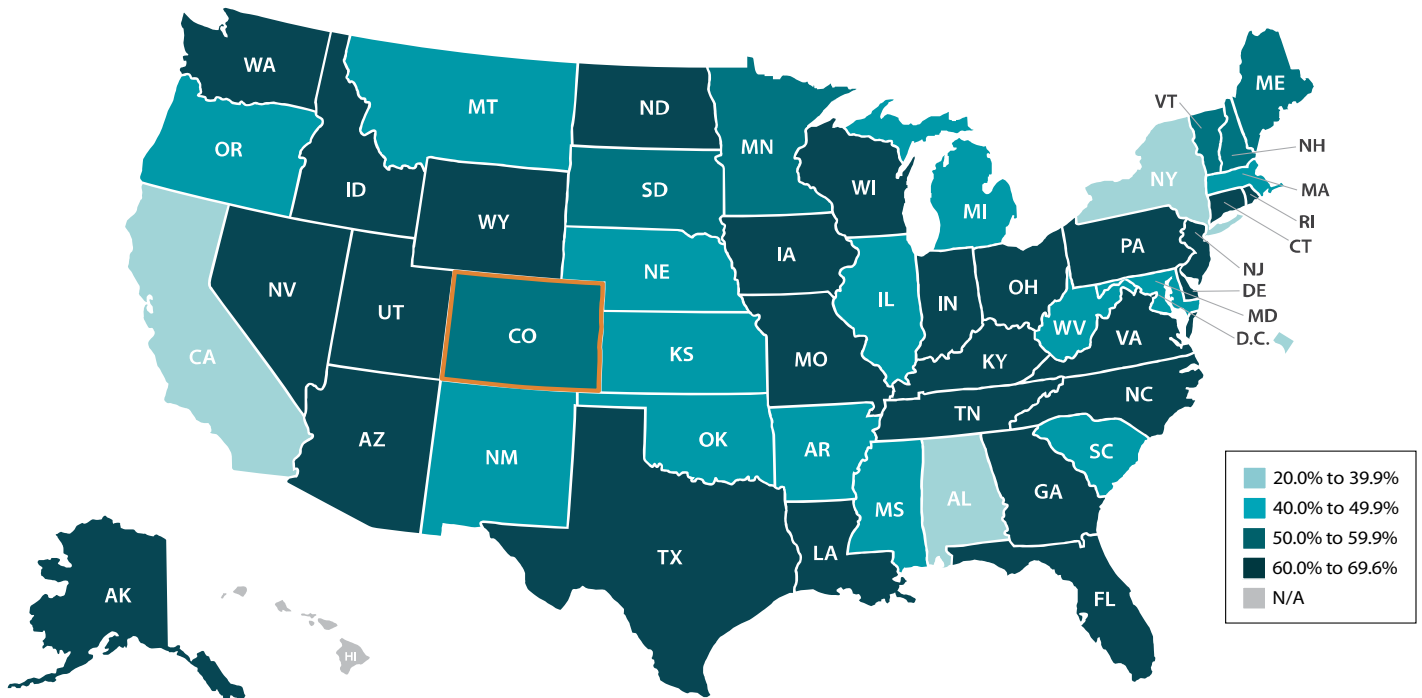 WA
MT
ND
MN
ME
VT
NH
OR
ID
WY
SD
WI
MI
NY
MA
RI
CT
PA
NJ
DE
MD
D.C.
NV
UT
CO
NE
IA
IL
IN
OH
WV
VA
CA
KS
MO
KY
NC
TN
AZ
NM
OK
AR
SC
MS
AL
GA
TX
LA
FL
AK
HI
20.0% to 39.9%
40.0% to 49.9%
50.0% to 59.9%
60.0% to 69.6%
N/A